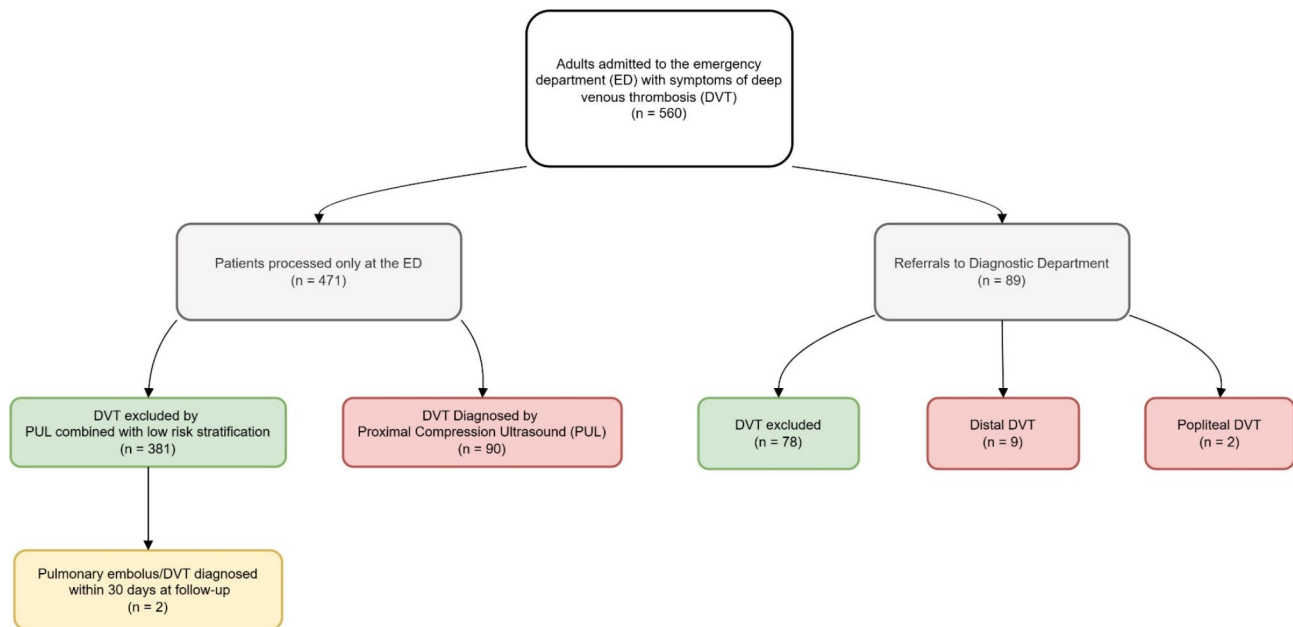 Adults admitted to the emergency
department (ED) with symptoms of deep
venous thrombosis (DVT)
(n = 560)
Patients processed only at the ED
(n = 471)
Referrals to Diagnostic Department
(n = 89)
DVT excluded by
PUL combined with low risk stratification
(n = 381)
DVT Diagnosed by
Proximal Compression Ultrasound (PUL)
(n = 90)
DVT excluded
(n = 78)
Distal DVT
(n = 9)
Popliteal DVT
(n = 2)
Pulmonary embolus/DVT diagnosed
within 30 days at follow-up
(n = 2)